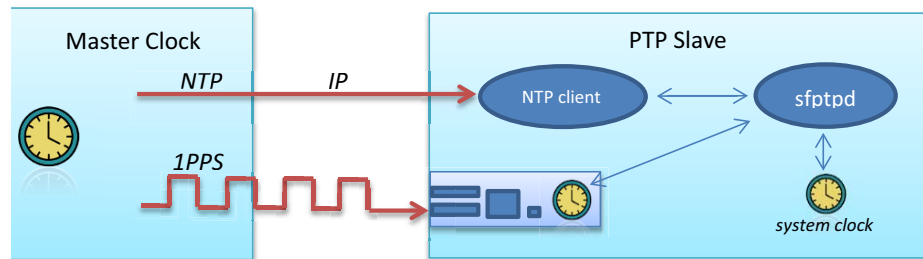 Master Clock
PTP Slave
NTP
IP
NTP client
sfptpd
1PPS
system clock